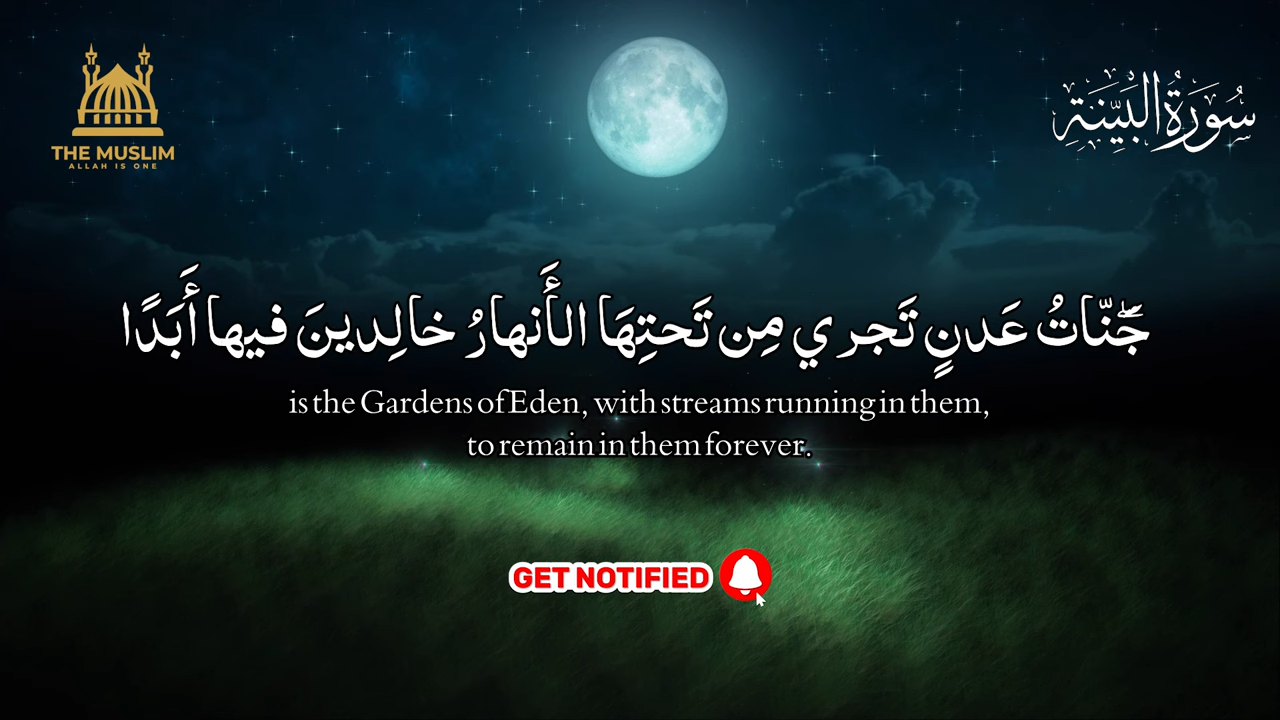 THE MUSLIM
ALLAH IS ONE
سُورَةُ البَيِّنَةِ
جَنّاتُ عَدنٍ تَجري مِن تَحتِهَا الأَنهارُ خالِدينَ فيها أَبَدًا
is the Gardens of Eden, with streams running in them,
to remain in them forever.
GET NOTIFIED